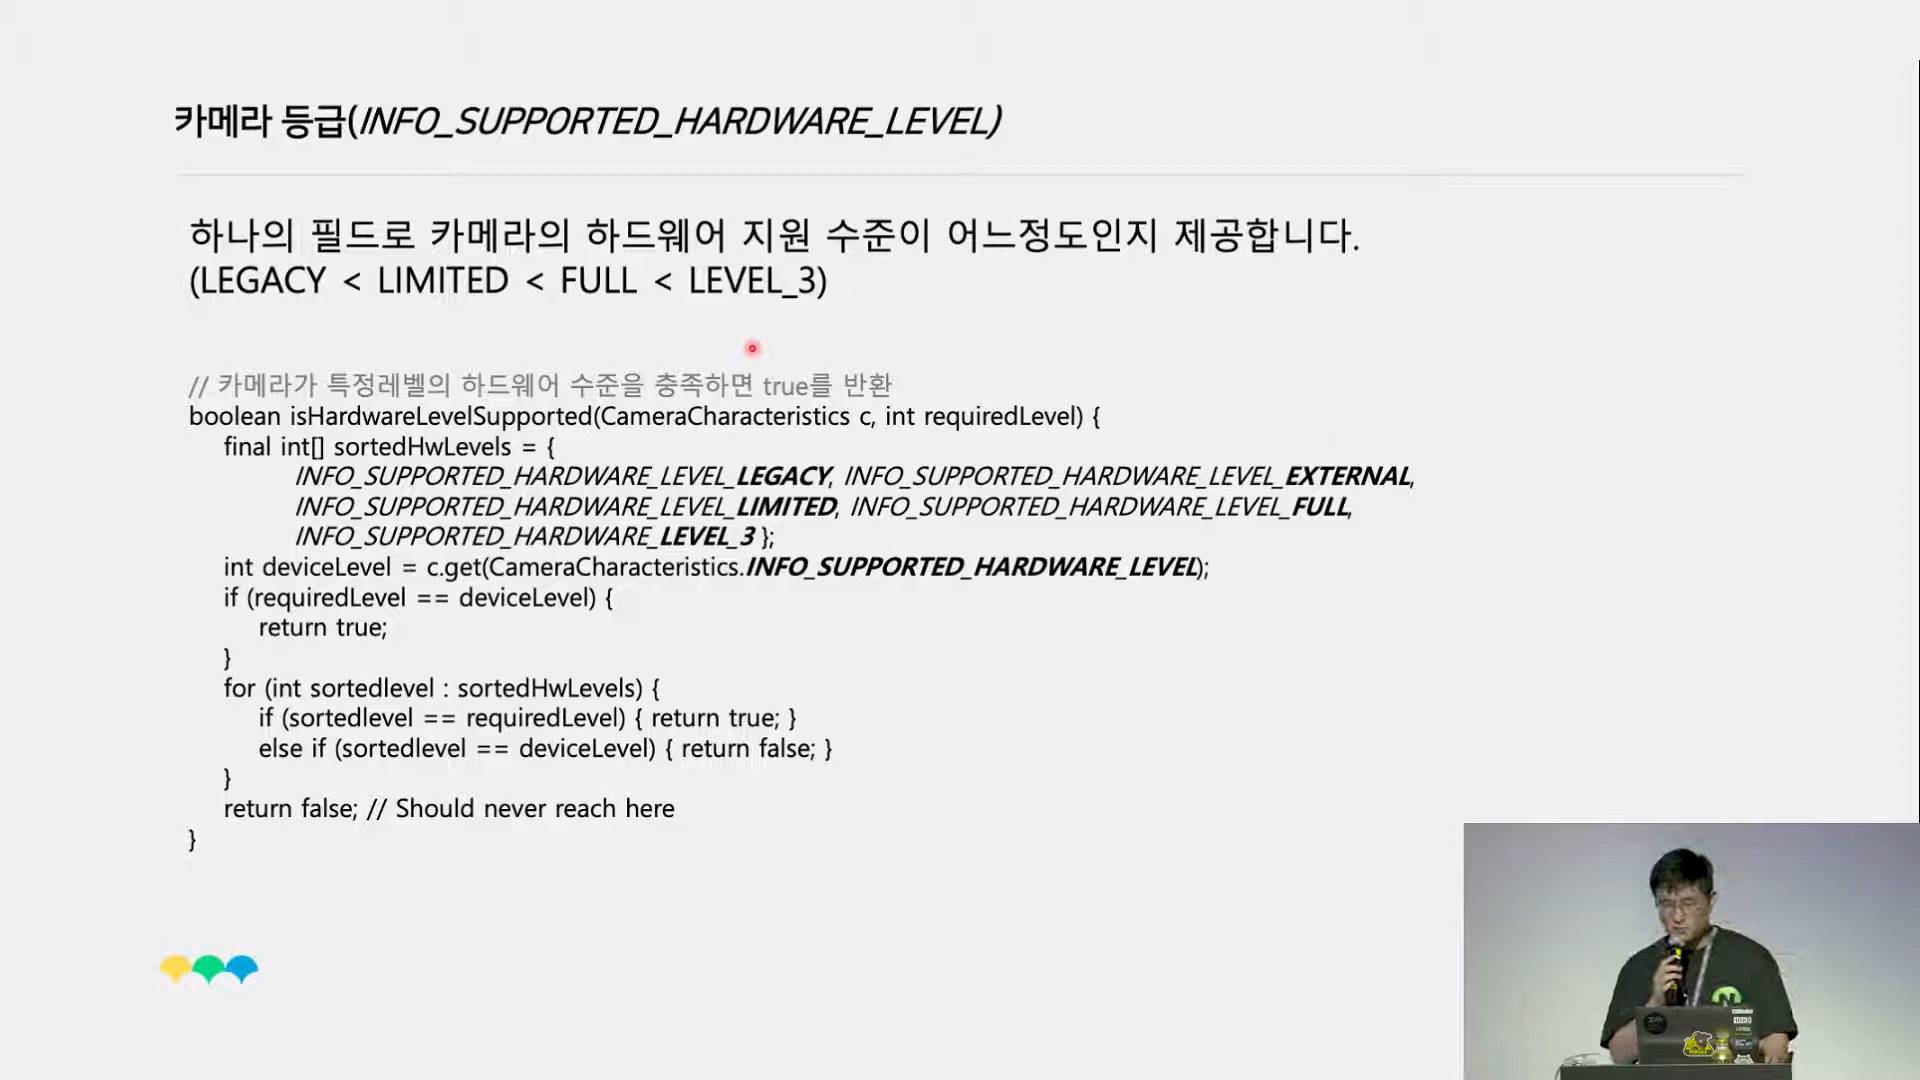 카메라 등급(INFO_SUPPORTED_HARDWARE_LEVEL)
하나의 필드로 카메라의 하드웨어 지원 수준이 어느정도인지 제공합니다.
(LEGACY < LIMITED < FULL < LEVEL_3)
// 카메라가 특정레벨의 하드웨어 수준을 충족하면 true를 반환
boolean isHardwareLevelSupported(CameraCharacteristics c, int requiredLevel) {
final int[] sortedHwLevels = {
INFO_SUPPORTED_HARDWARE_LEVEL_LEGACY, INFO_SUPPORTED_HARDWARE_LEVEL_EXTERNAL,
INFO_SUPPORTED_HARDWARE_LEVEL_LIMITED, INFO_SUPPORTED_HARDWARE_LEVEL_FULL,
INFO_SUPPORTED_HARDWARE_LEVEL_3 };
int deviceLevel = c.get(CameraCharacteristics.INFO_SUPPORTED_HARDWARE_LEVEL);
if (requiredLevel == deviceLevel) {
return true;
}
for (int sortedlevel : sortedHwLevels) {
if (sortedlevel == requiredLevel) { return true; }
else if (sortedlevel == deviceLevel) { return false; }
}
return false; // Should never reach here
}
N